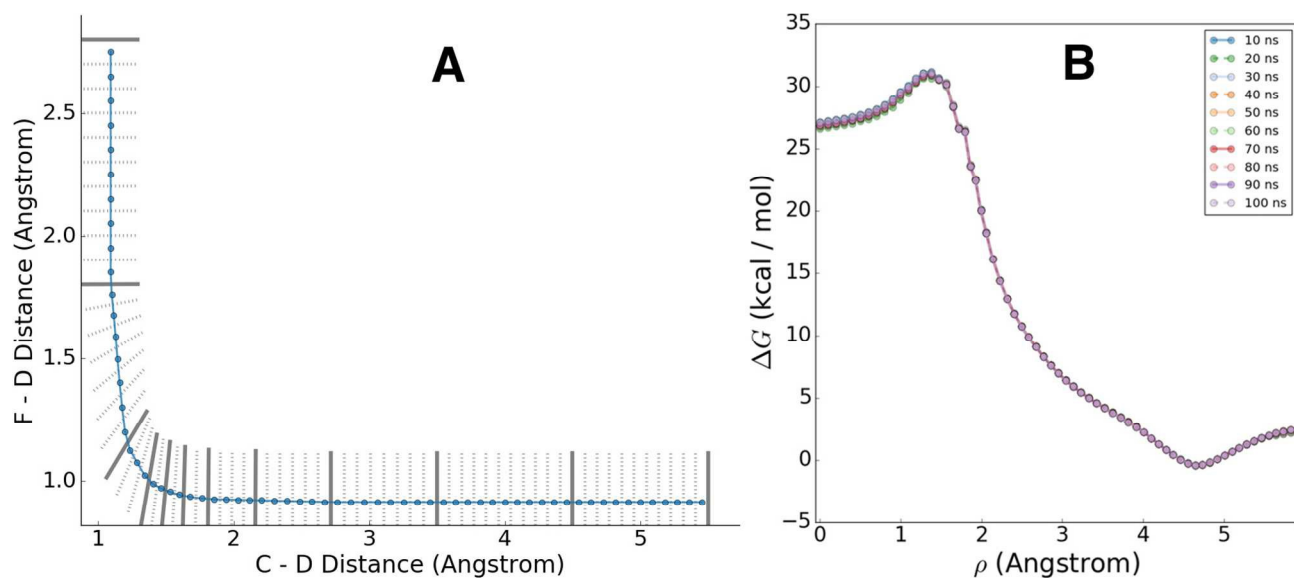 A
F - D Distance (Angstrom)
2.5
2.0
1.5
1.0
1 2 3 4 5
C - D Distance (Angstrom)
B
ΔG (kcal / mol)
35
30
25
20
15
10
5
0
−5
0 1 2 3 4 5
ρ (Angstrom)
10 ns
20 ns
30 ns
40 ns
50 ns
60 ns
70 ns
80 ns
90 ns
100 ns